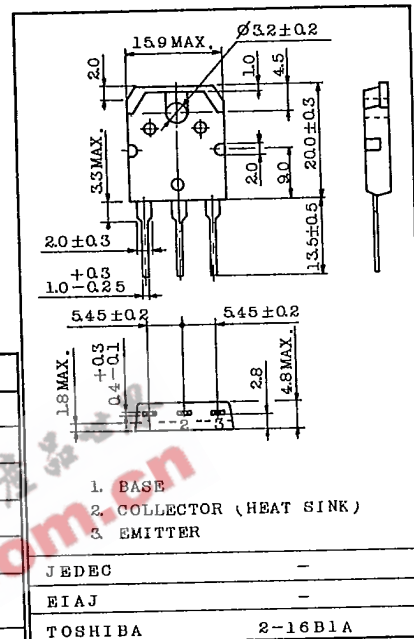 15.9 MAX.
Ø3.2±0.2
2.0
1.0
4.5
20.0±0.3
3.3 MAX.
2.0
9.0
13.5±0.5
2.0±0.3
+0.3
1.0-0.25
5.45±0.2
5.45±0.2
1.8 MAX.
+0.3
0.4-0.1
2.8
4.8 MAX.
2
3
1. BASE
2. COLLECTOR (HEAT SINK)
3. EMITTER
om.cn
JEDEC -
EIAJ -
TOSHIBA 2-16B1A